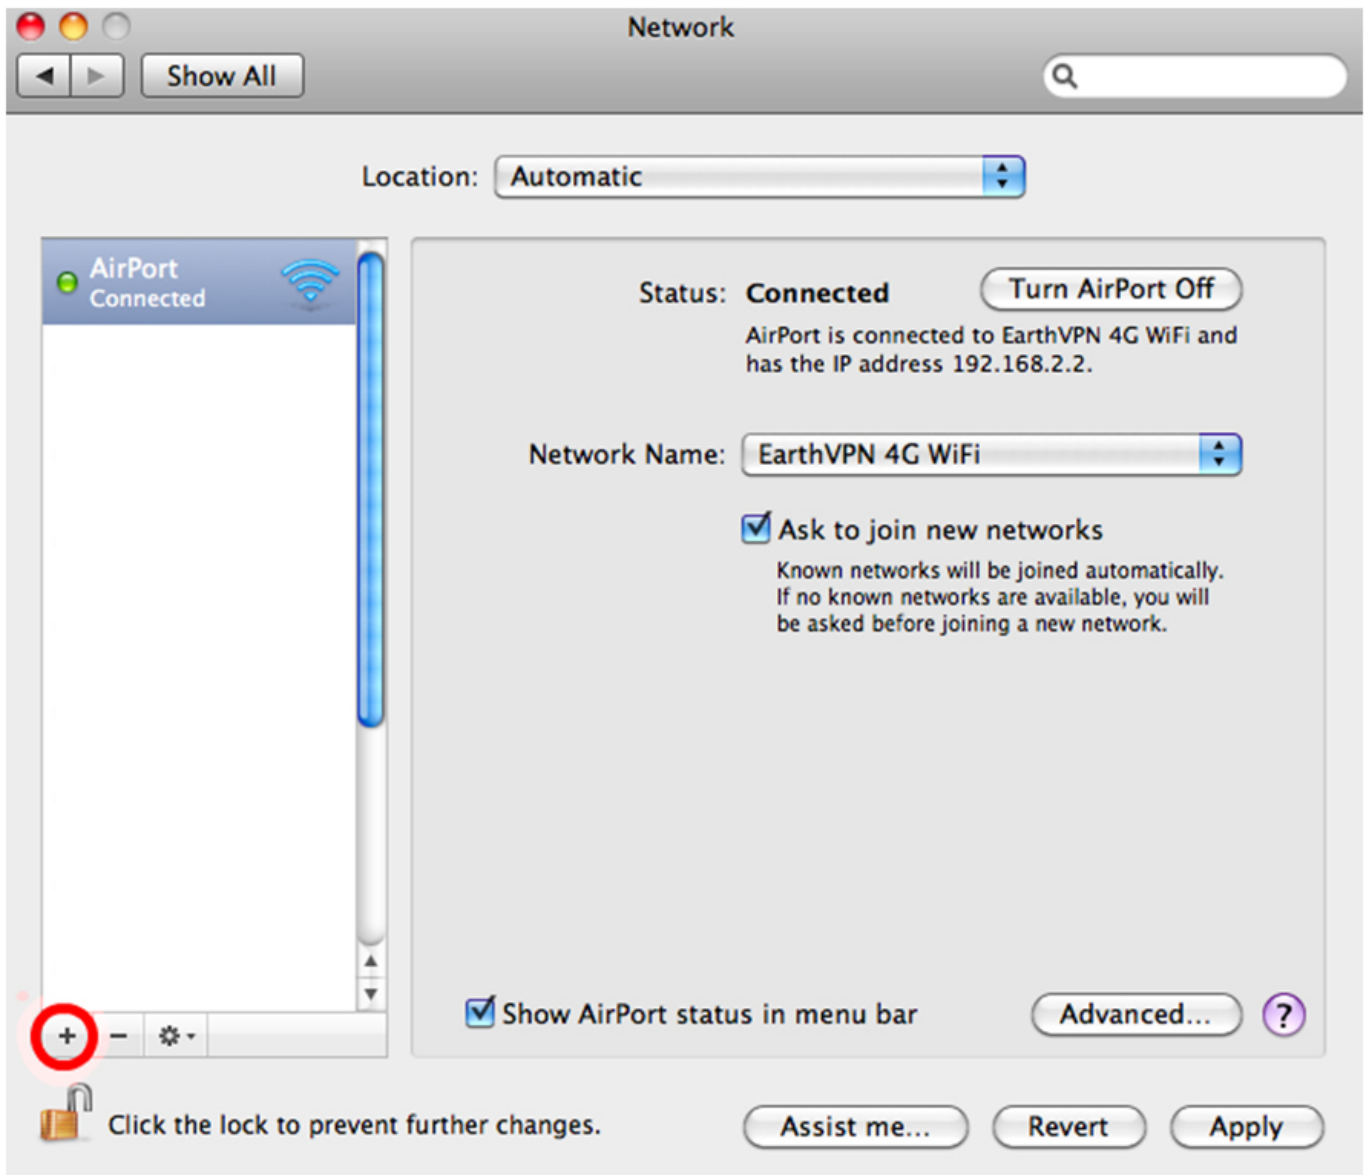 Network
Show All
Location: Automatic
AirPort
Connected
Status: Connected
Turn AirPort Off
AirPort is connected to EarthVPN 4G WiFi and
has the IP address 192.168.2.2.
Network Name: EarthVPN 4G WiFi
Ask to join new networks
Known networks will be joined automatically.
If no known networks are available, you will
be asked before joining a new network.
Show AirPort status in menu bar
Advanced...
?
+ −
Click the lock to prevent further changes.
Assist me...
Revert
Apply